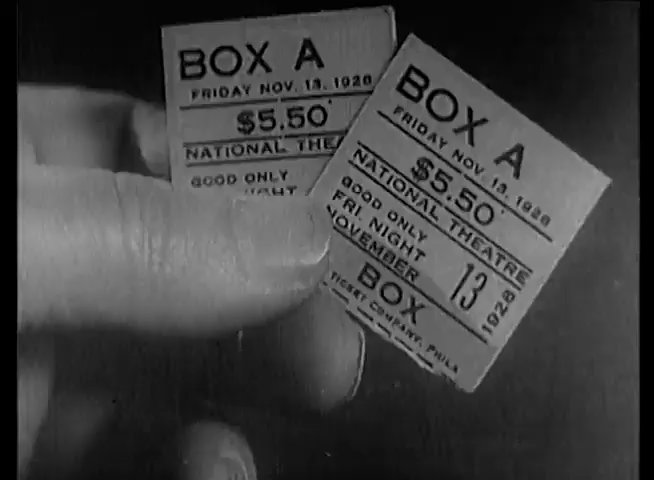 BOX A
FRIDAY NOV. 13, 1928
$5.50
NATIONAL THE
GOOD ONLY
BOX A
FRIDAY NOV. 13, 1928
$5.50
NATIONAL THEATRE
GOOD ONLY
FRI. NIGHT
NOVEMBER 13
1928
BOX
TICKET COMPANY, PHILA